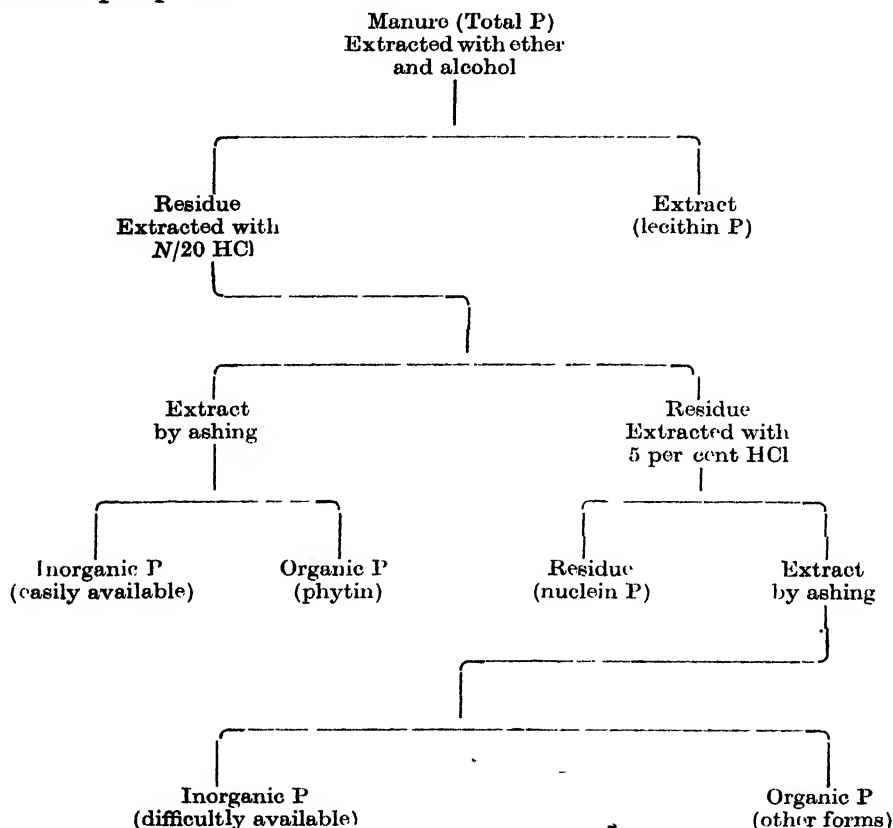 Manure (Total P)
Extracted with ether
and alcohol
Residue
Extracted with
N/20 HCl
Extract
(lecithin P)
Extract
by ashing
Residue
Extracted with
5 per cent HCl
Inorganic P
(easily available)
Organic P
(phytin)
Residue
(nuclein P)
Extract
by ashing
Inorganic P
(difficultly available)
Organic P
(other forms)